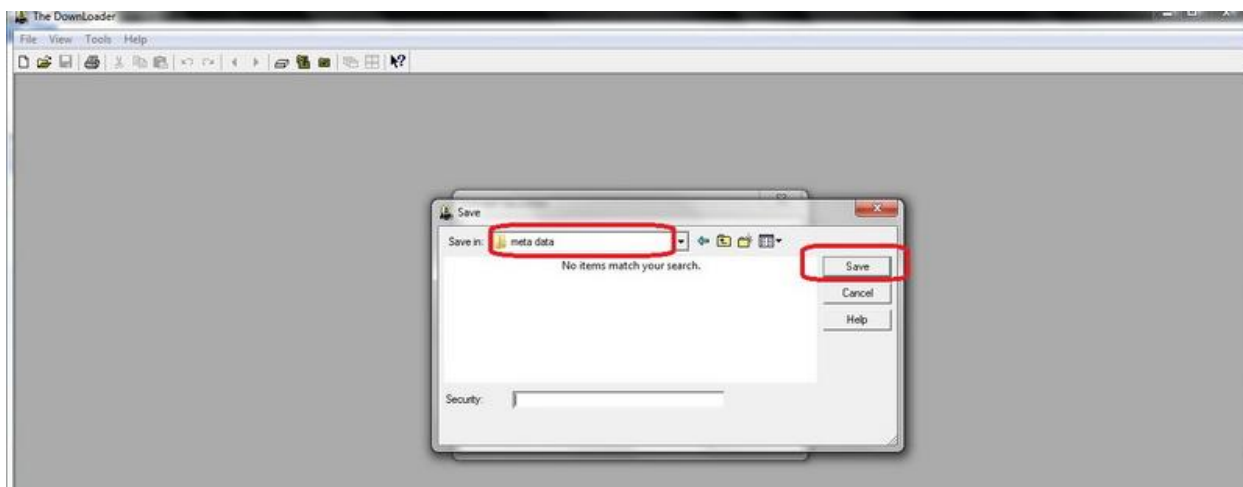 The DownLoader
File View Tools Help
Save
Save in: meta data
No items match your search.
Save
Cancel
Help
Security: